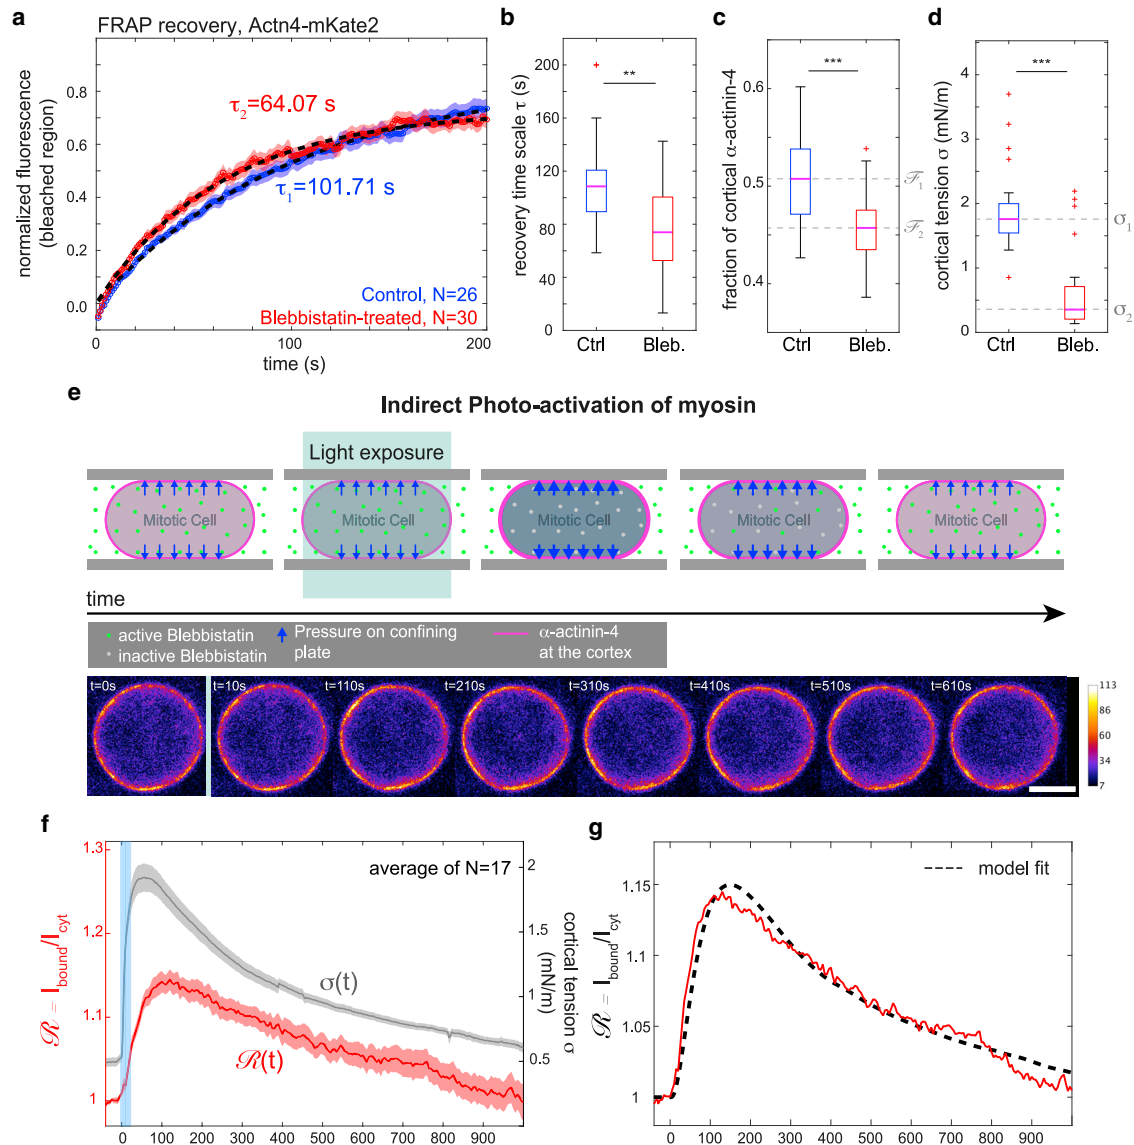 a
FRAP recovery, Actn4-mKate2
normalized fluorescence
(bleached region)
0.8
0.6
0.4
0.2
0.0
τ2=64.07 s
τ1=101.71 s
Control, N=26
Blebbistatin-treated, N=30
0
100
200
time (s)
b
recovery time scale τ (s)
200
160
120
80
40
0
**
Ctrl
Bleb.
c
fraction of cortical α-actinin-4
0.6
0.5
0.4
***
ℱ1
ℱ2
Ctrl
Bleb.
d
cortical tension σ (mN/m)
4
3
2
1
0
***
σ1
σ2
Ctrl
Bleb.
e
Indirect Photo-activation of myosin
Light exposure
Mitotic Cell
Mitotic Cell
Mitotic Cell
Mitotic Cell
Mitotic Cell
time
active Blebbistatin
inactive Blebbistatin
Pressure on confining
plate
α-actinin-4
at the cortex
t=0s
t=10s
t=110s
t=210s
t=310s
t=410s
t=510s
t=610s
113
86
60
34
7
f
ℛ = Ibound/Icyt
1.3
1.2
1.1
1
average of N=17
σ(t)
ℛ(t)
2
1.5
1
0.5
cortical tension σ
(mN/m)
0 100 200 300 400 500 600 700 800 900
g
ℛ = Ibound/Icyt
1.15
1.1
1.05
1
model fit
0 100 200 300 400 500 600 700 800 900